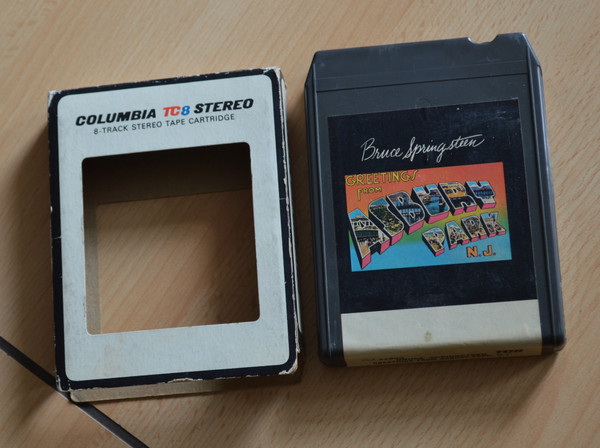 COLUMBIA TC8 STEREO
8-TRACK STEREO TAPE CARTRIDGE
Bruce Springsteen
GREETINGS
FROM
ASBURY
PARK
N.J.